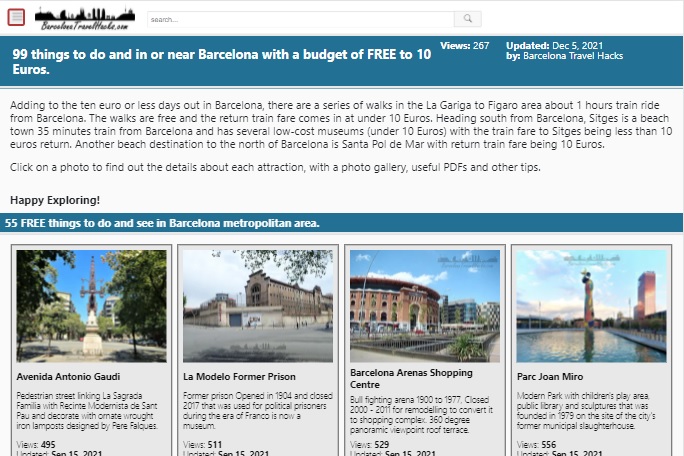 BarcelonaTravelHacks.com
search...
99 things to do and in or near Barcelona with a budget of FREE to 10
Euros.
Views: 267
Updated: Dec 5, 2021
by: Barcelona Travel Hacks
Adding to the ten euro or less days out in Barcelona, there are a series of walks in the La Gariga to Figaro area about 1 hours train ride
from Barcelona. The walks are free and the return train fare comes in at under 10 Euros. Heading south from Barcelona, Sitges is a beach
town 35 minutes train from Barcelona and has several low-cost museums (under 10 Euros) with the train fare to Sitges being less than 10
euros return. Another beach destination to the north of Barcelona is Santa Pol de Mar with return train fare being 10 Euros.
Click on a photo to find out the details about each attraction, with a photo gallery, useful PDFs and other tips.
Happy Exploring!
55 FREE things to do and see in Barcelona metropolitan area.
Avenida Antonio Gaudi
Pedestrian street linking La Sagrada
Familia with Recinte Modernista de Sant
Pau and decorate with ornate wrought
iron lamposts designed by Pere Falques.
Views: 495
Updated: Sep 15, 2021
La Modelo Former Prison
Former prison Opened in 1904 and closed
2017 that was used for political prisoners
during the era of Franco is now a
museum.
Views: 511
Updated: Sep 15, 2021
Barcelona Arenas Shopping
Centre
Bull fighting arena 1900 to 1977, Closed
2000 - 2011 for remodelling to convert it
to shopping complex. 360 degree
panoramic viewpoint roof terrace.
Views: 529
Updated: Sep 15, 2021
Parc Joan Miro
Modern Park with children's play area,
public library and sculptures that was
founded in 1979 on the site of the city's
former municipal slaughterhouse.
Views: 556
Updated: Sep 15, 2021